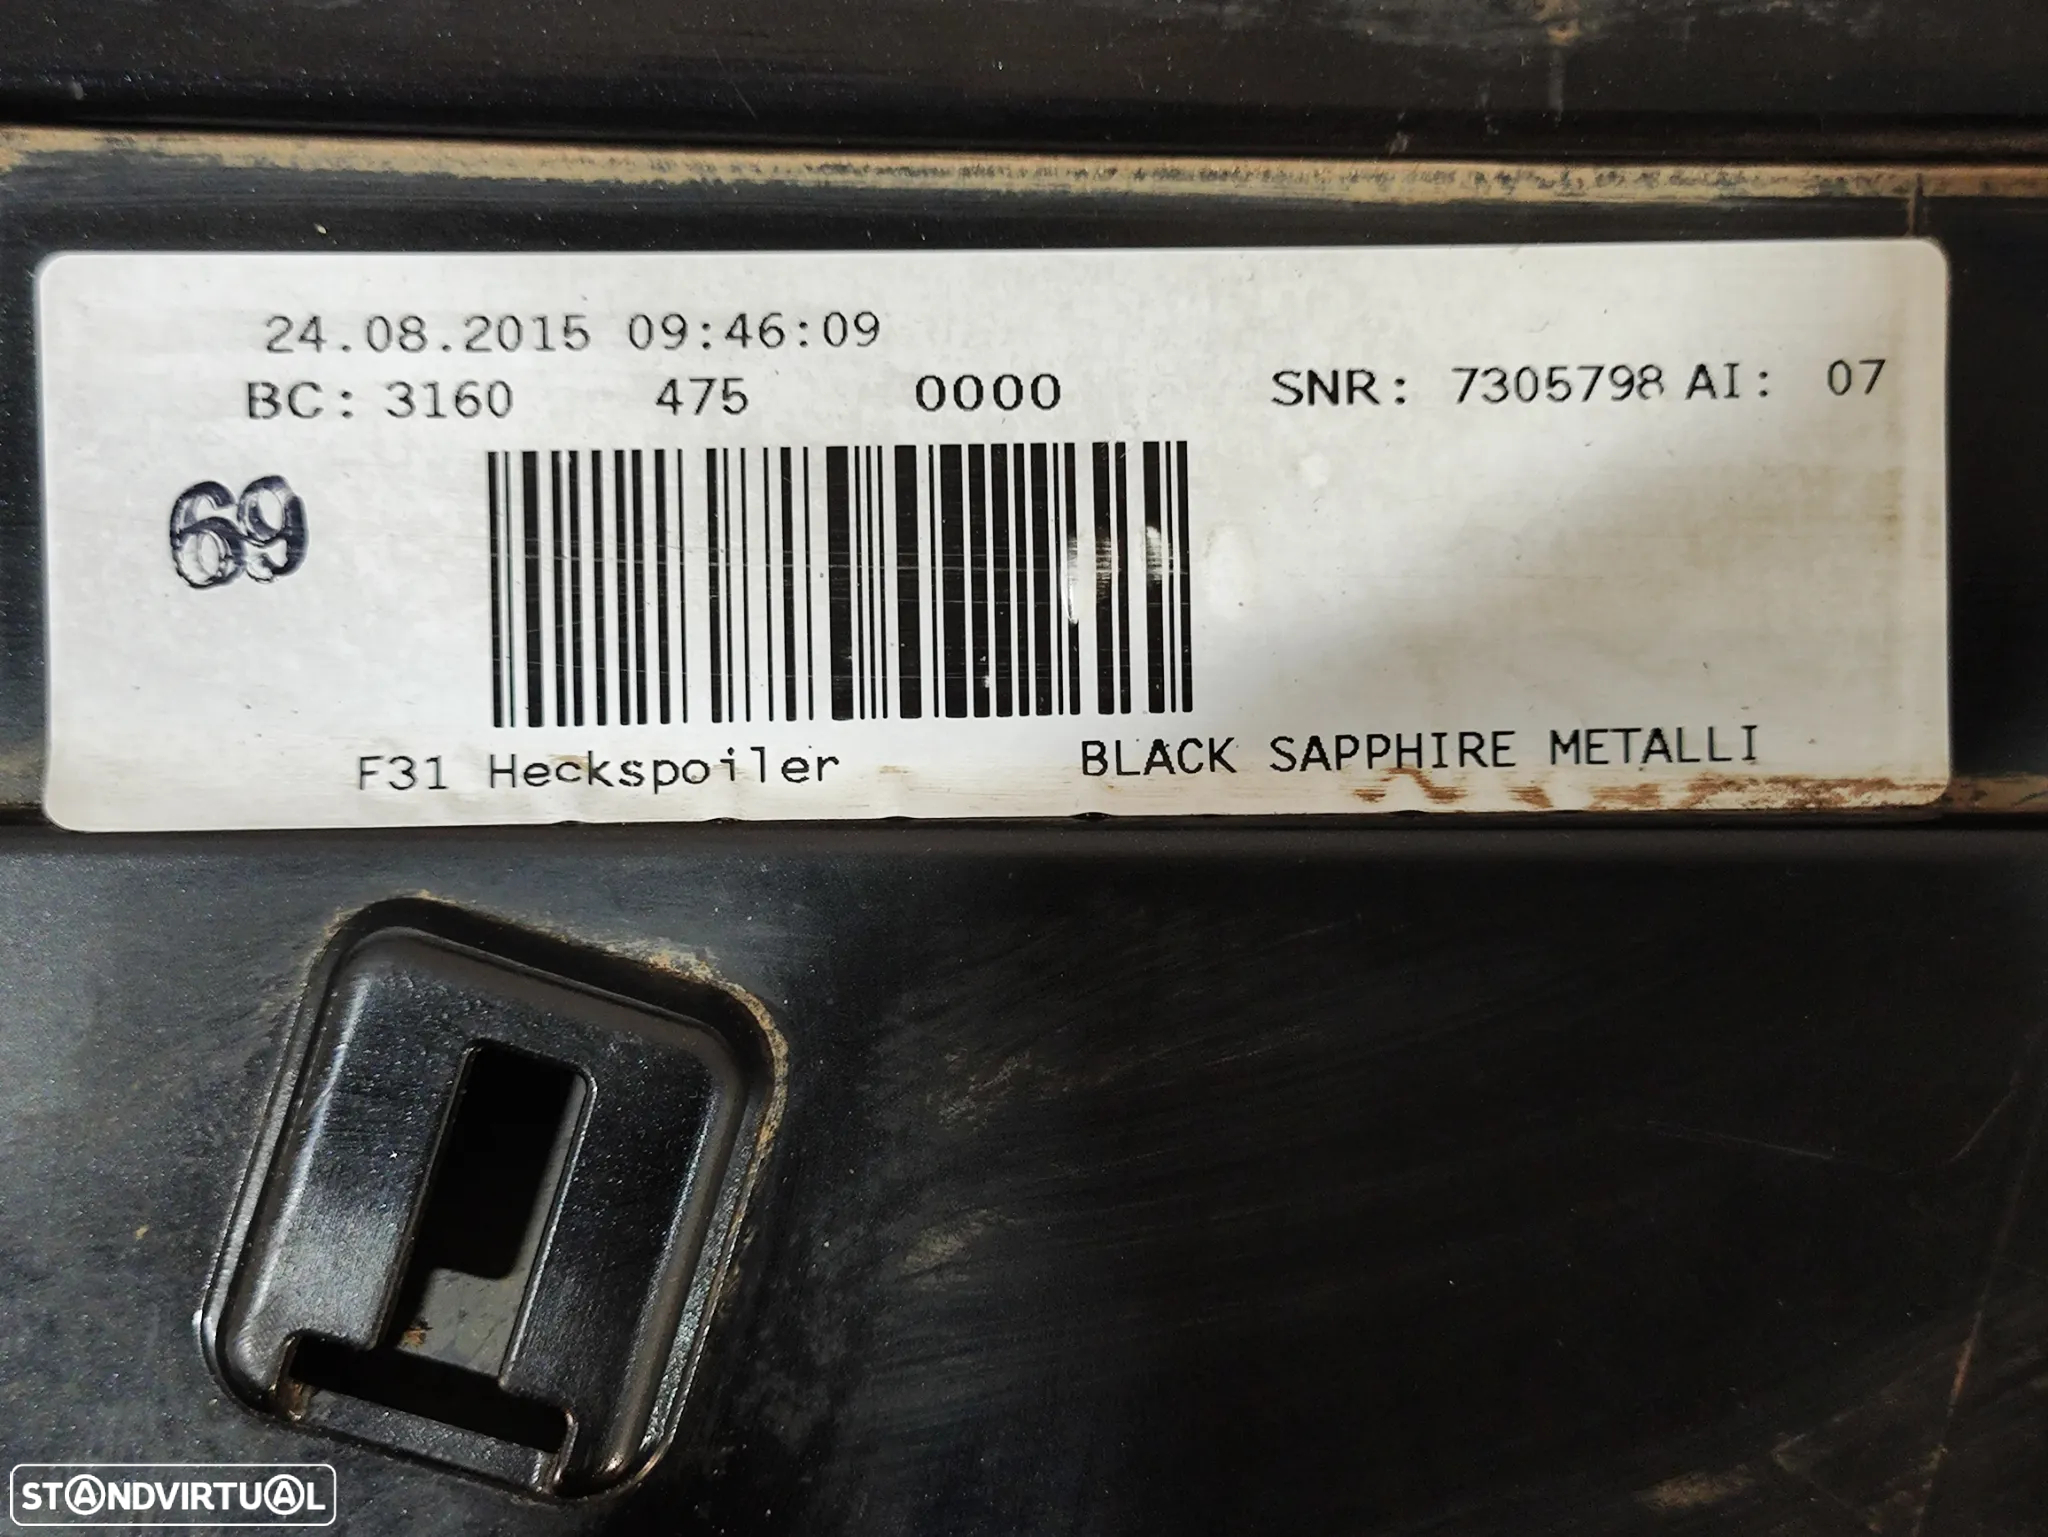 24.08.2015 09:46:09
BC: 3160 475 0000 SNR: 7305798 AI: 07
69
F31 Heckspoiler BLACK SAPPHIRE METALLI
STANDVIRTUAL